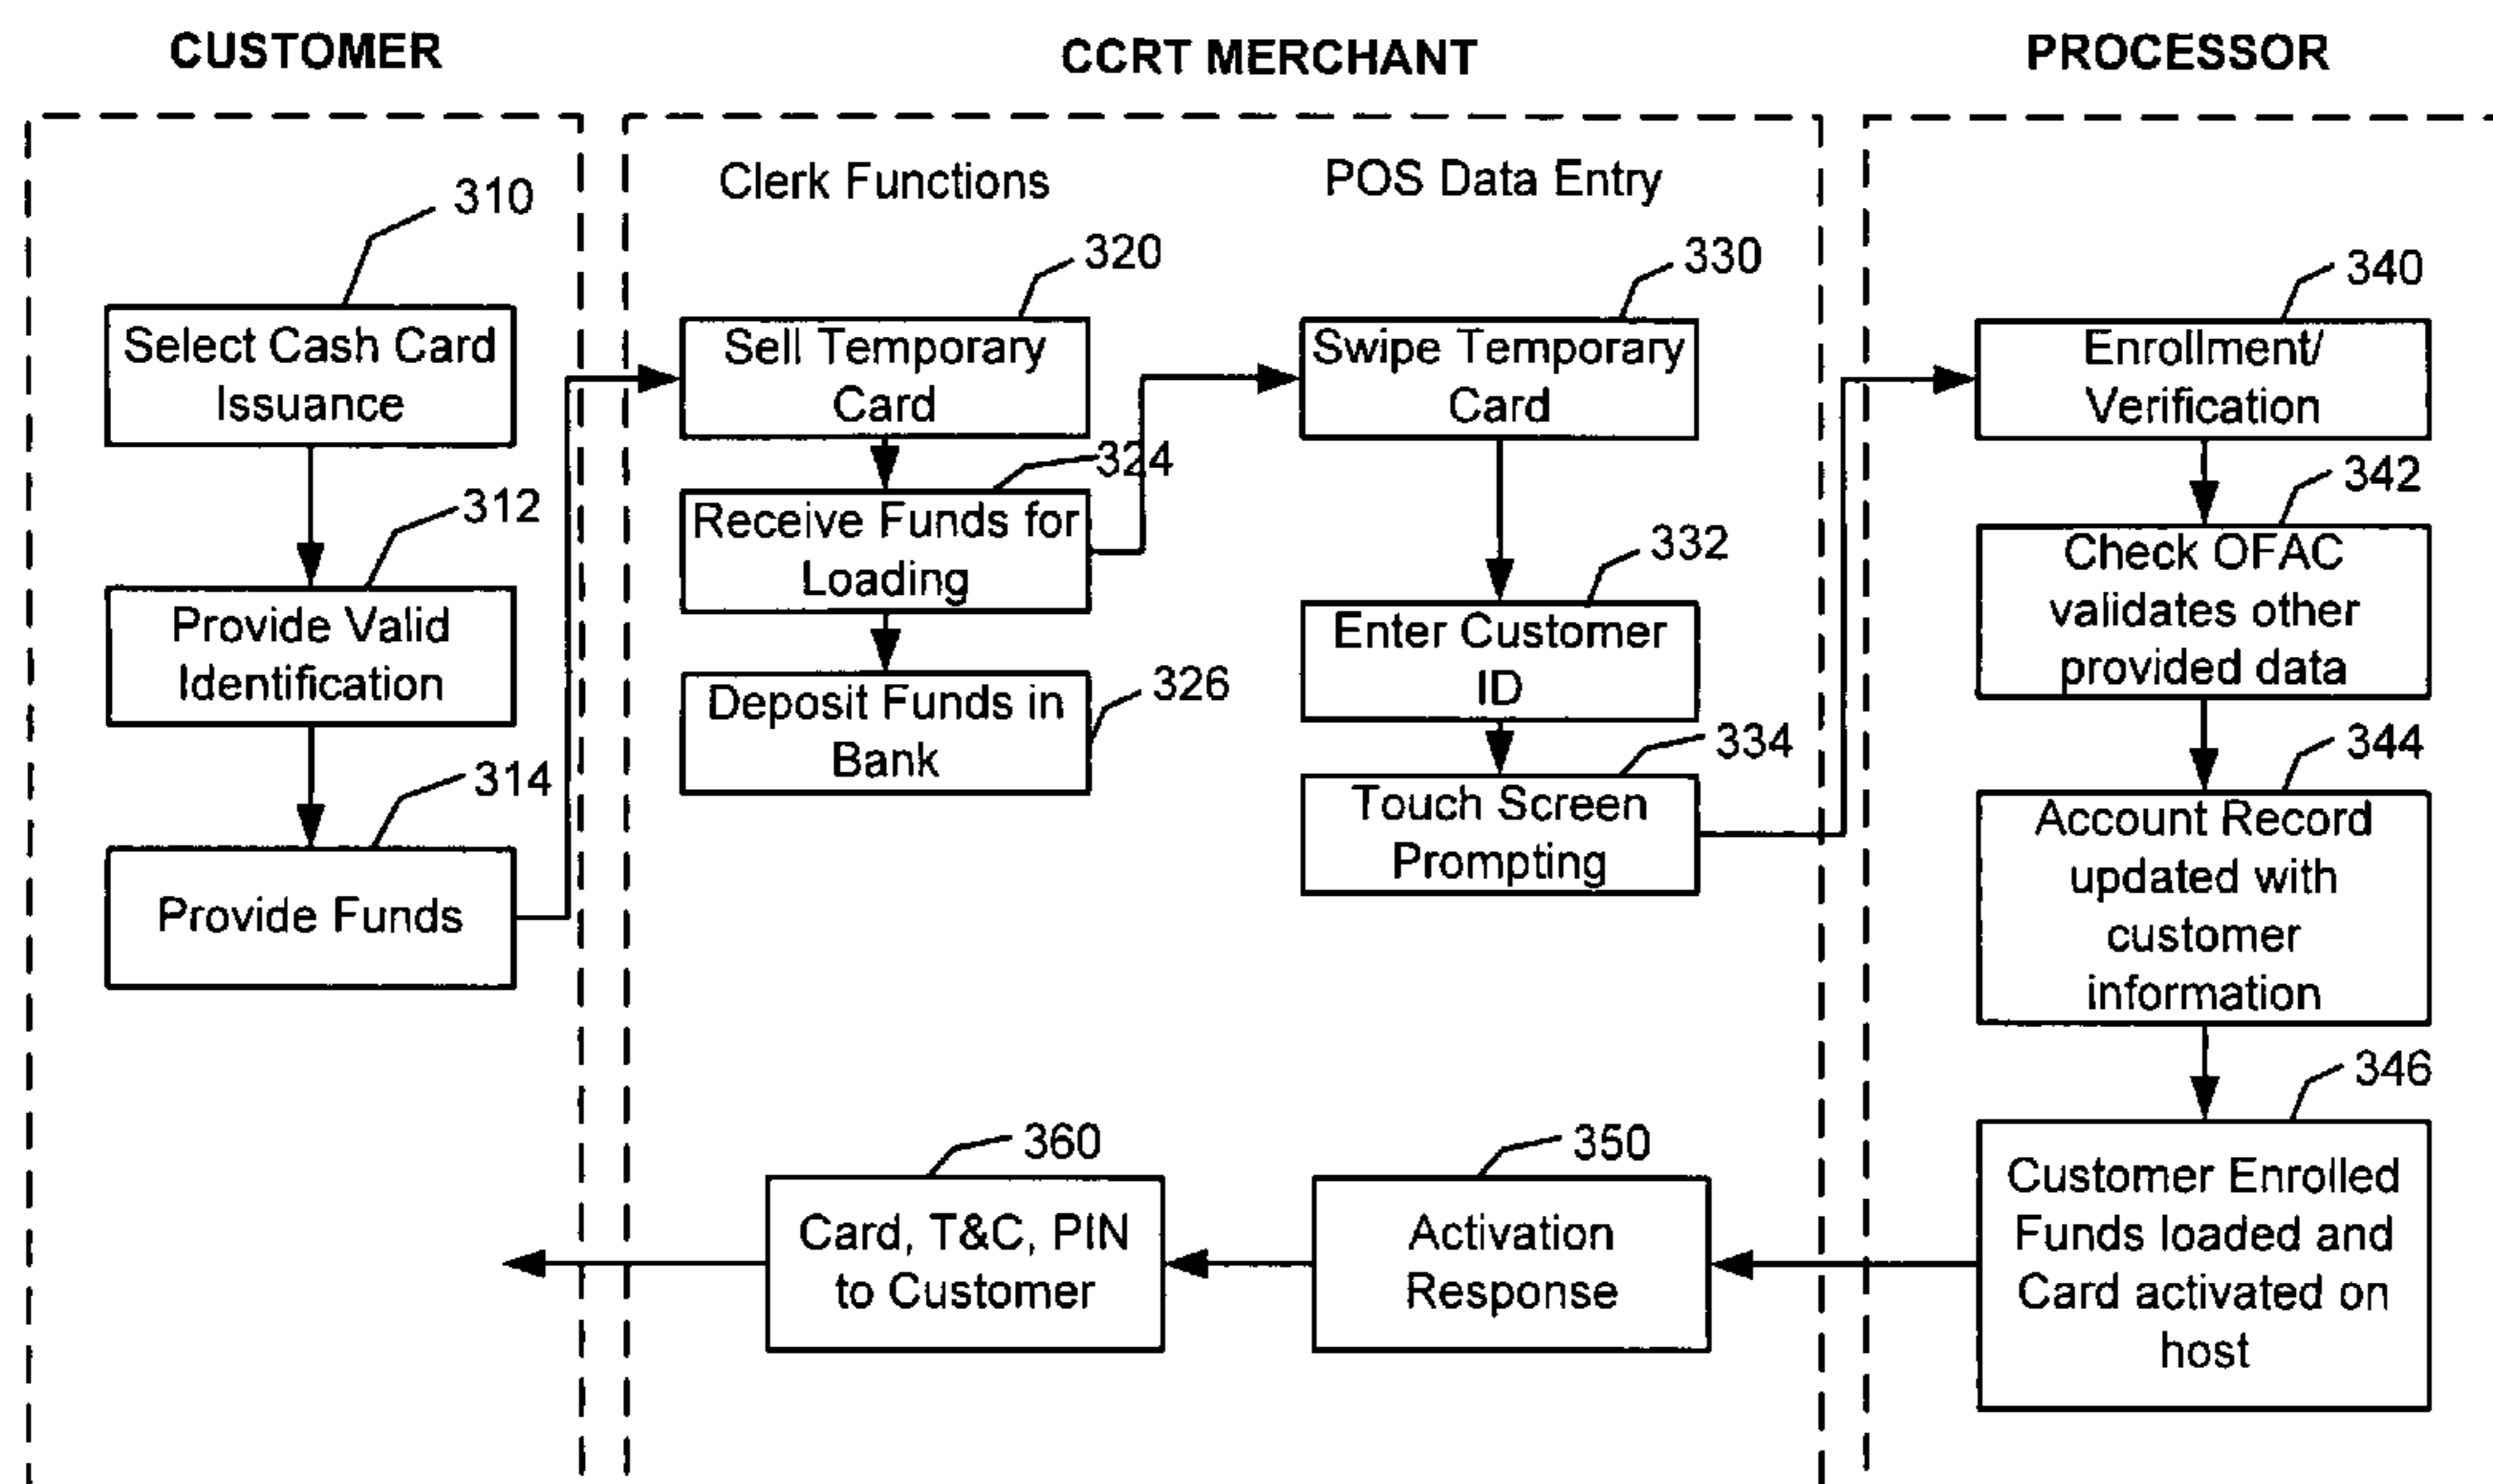 CUSTOMER
310
Select Cash Card
Issuance
312
Provide Valid
Identification
314
Provide Funds
CCRT MERCHANT
Clerk Functions
320
Sell Temporary
Card
324
Receive Funds for
Loading
326
Deposit Funds in
Bank
POS Data Entry
330
Swipe Temporary
Card
332
Enter Customer
ID
334
Touch Screen
Prompting
PROCESSOR
340
Enrollment/
Verification
342
Check OFAC
validates other
provided data
344
Account Record
updated with
customer
information
346
Customer Enrolled
Funds loaded and
Card activated on
host
350
Activation
Response
360
Card, T&C, PIN
to Customer